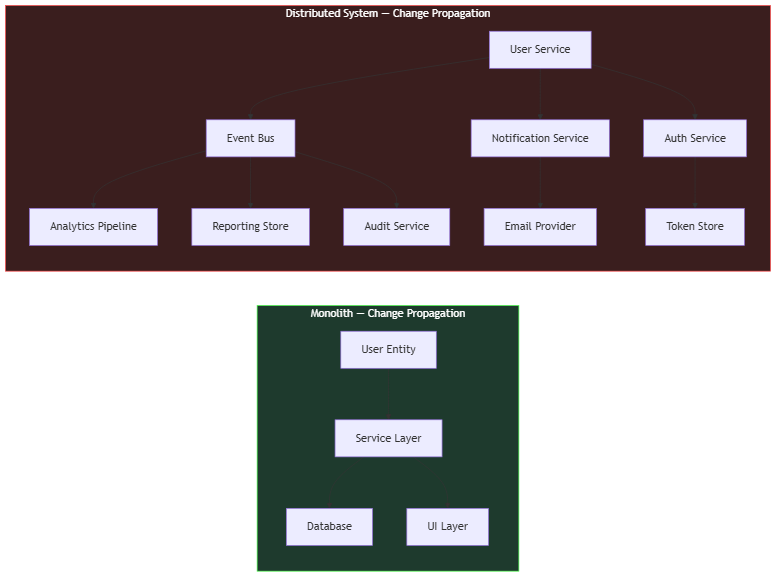 Distributed System — Change Propagation
User Service
Event Bus
Notification Service
Auth Service
Analytics Pipeline
Reporting Store
Audit Service
Email Provider
Token Store
Monolith — Change Propagation
User Entity
Service Layer
Database
UI Layer